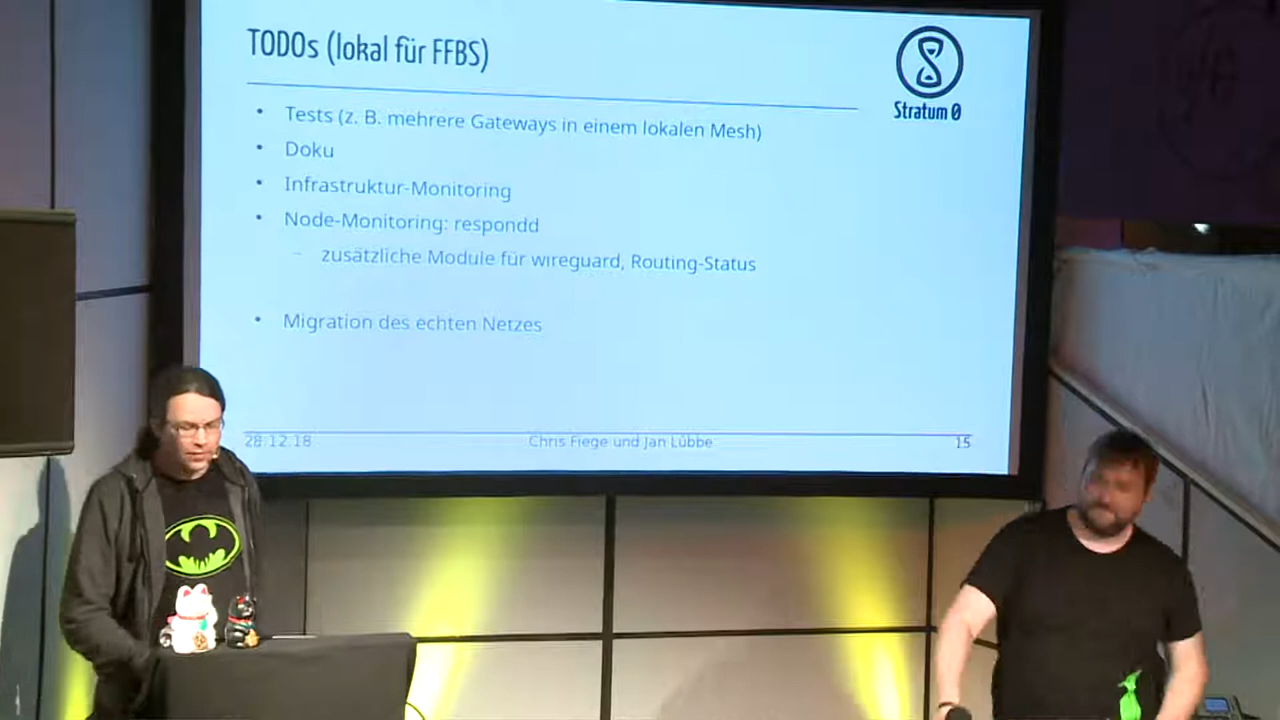 TODOs (lokal für FFBS)
Stratum 0
• Tests (z. B. mehrere Gateways in einem lokalen Mesh)
• Doku
• Infrastruktur-Monitoring
• Node-Monitoring: respondd
– zusätzliche Module für wireguard, Routing-Status
• Migration des echten Netzes
28.12.18 Chris Fiege und Jan Lübbe 15